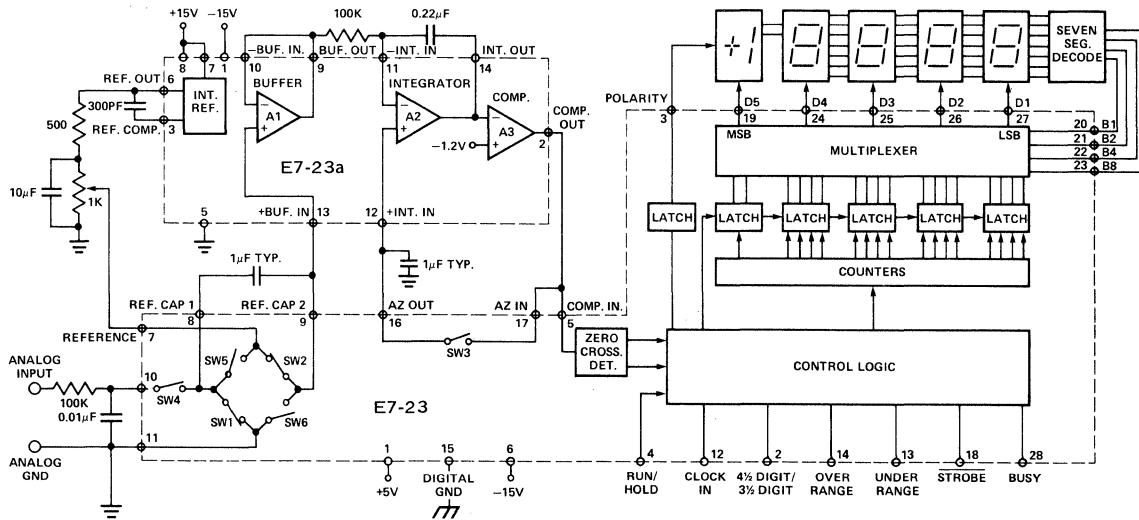 +15V
−15V
100K
0.22µF
−BUF. IN.
BUF. OUT
−INT. IN
INT. OUT
8
7
1
10
9
11
14
REF. OUT
6
INT. REF.
300PF
REF. COMP.
3
BUFFER
A1
INTEGRATOR
A2
COMP.
A3
−1.2V
COMP. OUT
2
500
10µF
1K
E7-23a
5
+BUF. IN
13
12
+INT. IN
1µF TYP.
1µF TYP.
REF. CAP 1
8
REF. CAP 2
9
AZ OUT
16
AZ IN
17
COMP. IN.
5
REFERENCE
7
SW3
SW5
SW2
ANALOG INPUT
100K
0.01µF
10
SW4
SW1
SW6
E7-23
11
ANALOG GND
1
+5V
15
DIGITAL GND
6
−15V
+1
8
8
8
8
SEVEN SEG. DECODE
POLARITY
3
D5
19
D4
24
D3
25
D2
26
D1
27
MSB
LSB
MULTIPLEXER
20
B1
21
B2
22
B4
23
B8
LATCH
LATCH
LATCH
LATCH
LATCH
LATCH
COUNTERS
ZERO CROSS. DET.
CONTROL LOGIC
4
12
2
14
13
18
28
RUN/ HOLD
CLOCK IN
4½ DIGIT/ 3½ DIGIT
OVER RANGE
UNDER RANGE
STROBE
BUSY